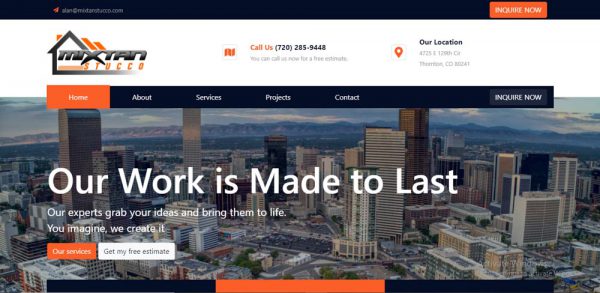 alan@mixtanstucco.com
INQUIRE NOW
MIXTAN
STUCCO
Call Us (720) 285-9448
You can call us now for a free estimate.
Our Location
4725 E 129th Cir
Thornton, CO 80241
Home
About
Services
Projects
Contact
INQUIRE NOW
Our Work is Made to Last
Our experts grab your ideas and bring them to life.
You imagine, we create it
Our services
Get my free estimate
Activate Windows